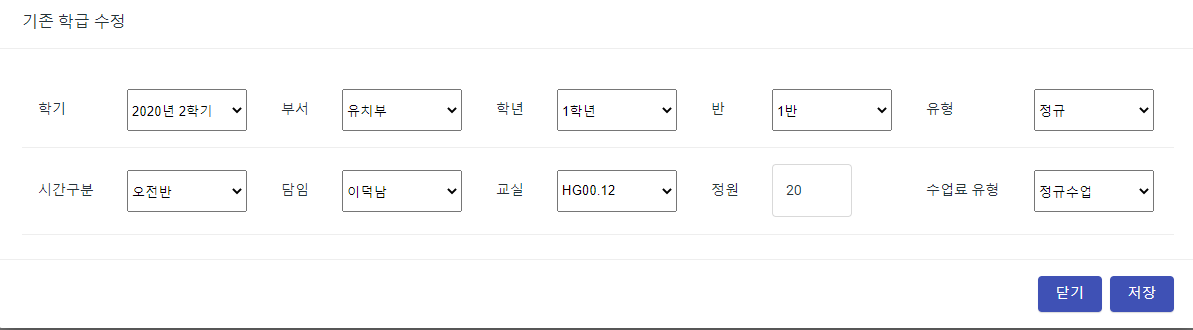 기존 학급 수정
학기 2020년 2학기 부서 유치부 학년 1학년 반 1반 유형 정규
시간구분 오전반 담임 이덕남 교실 HG00.12 정원 20 수업료 유형 정규수업
닫기 저장